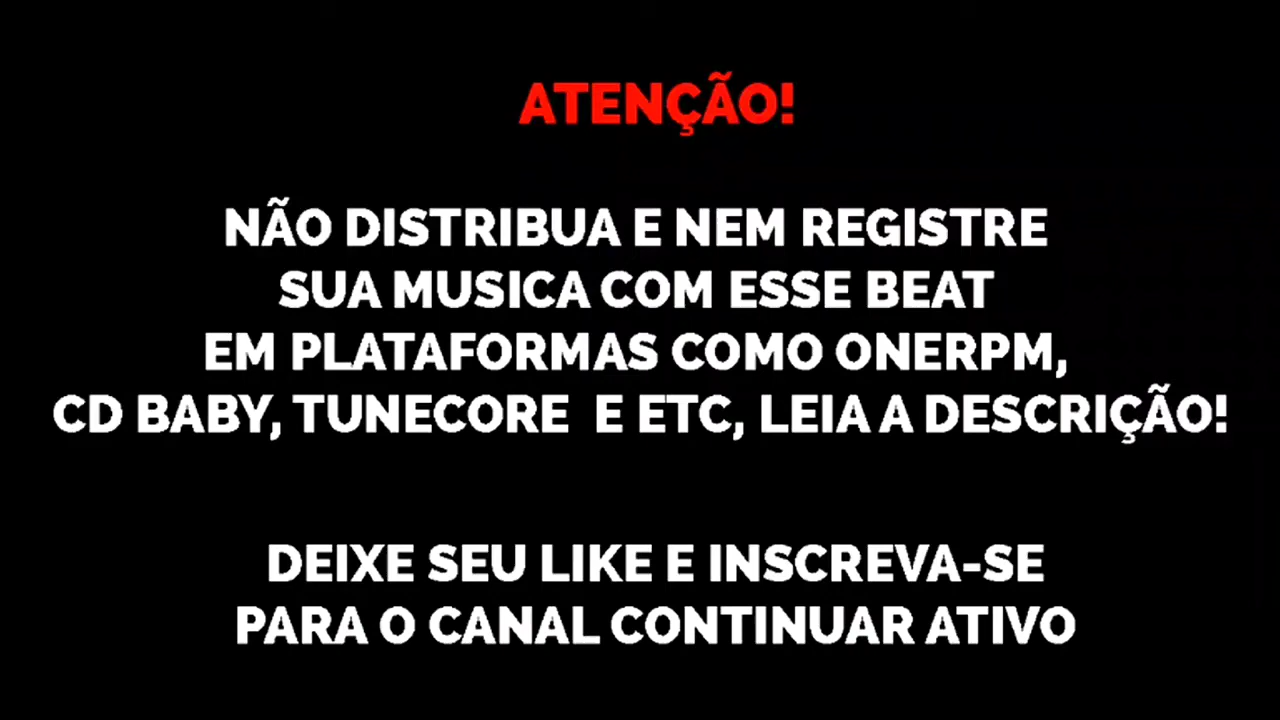 ATENÇÃO!
NÃO DISTRIBUA E NEM REGISTRE
SUA MUSICA COM ESSE BEAT
EM PLATAFORMAS COMO ONERPM,
CD BABY, TUNECORE E ETC, LEIA A DESCRIÇÃO!
DEIXE SEU LIKE E INSCREVA-SE
PARA O CANAL CONTINUAR ATIVO